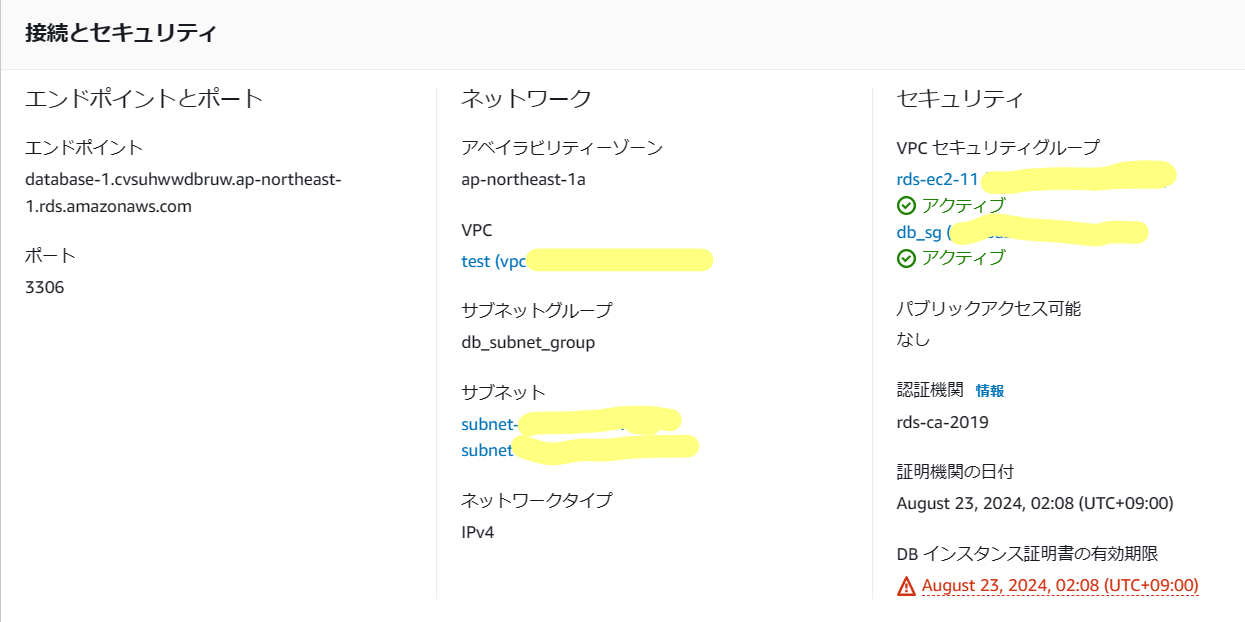 接続とセキュリティ
エンドポイントとポート
エンドポイント
database-1.cvsuhwwdbruw.ap-northeast-
1.rds.amazonaws.com
ポート
3306
ネットワーク
アベイラビリティーゾーン
ap-northeast-1a
VPC
test (vpc
サブネットグループ
db_subnet_group
サブネット
subnet-
subnet
ネットワークタイプ
IPv4
セキュリティ
VPC セキュリティグループ
rds-ec2-11
アクティブ
db_sg (
アクティブ
パブリックアクセス可能
なし
認証機関 情報
rds-ca-2019
証明機関の日付
August 23, 2024, 02:08 (UTC+09:00)
DB インスタンス証明書の有効期限
August 23, 2024, 02:08 (UTC+09:00)